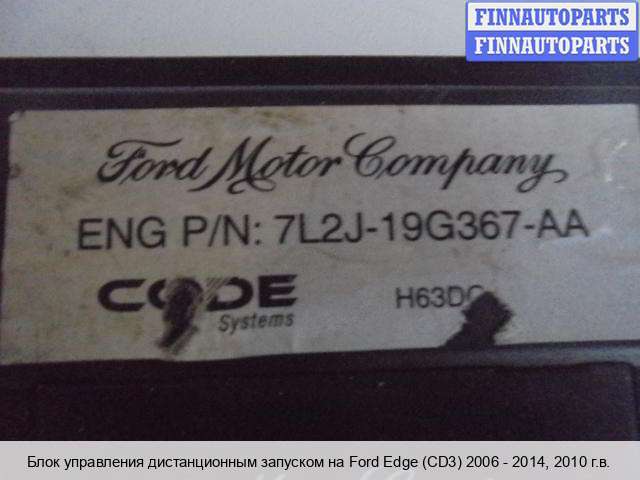 FINNAUTOPARTS
FINNAUTOPARTS
Ford Motor Company
ENG P/N: 7L2J-19G367-AA
CODE
Systems
Блок управления дистанционным запуском на Ford Edge (CD3) 2006 - 2014, 2010 г.в.